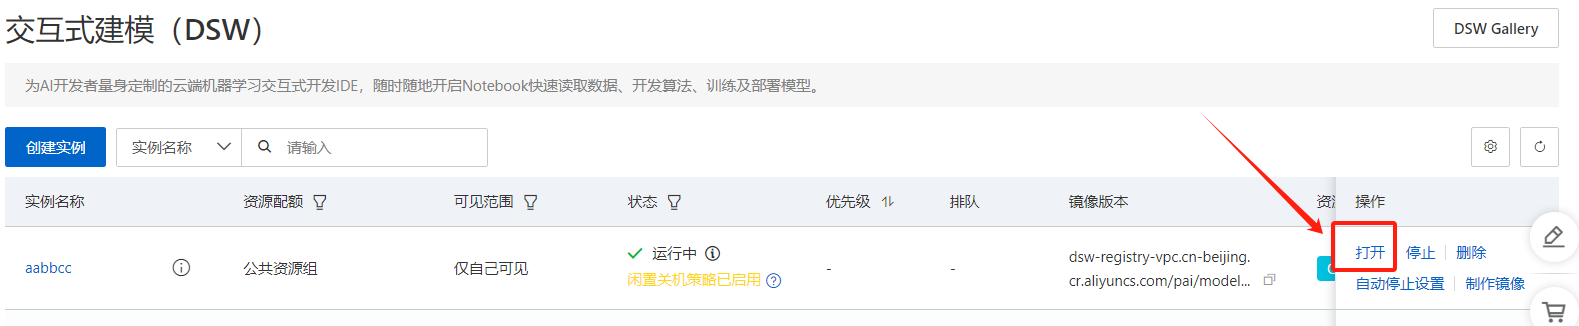 交互式建模（DSW）
DSW Gallery
为AI开发者量身定制的云端机器学习交互式开发IDE，随时随地开启Notebook快速读取数据、开发算法、训练及部署模型。
创建实例
实例名称
请输入
实例名称 资源配额 可见范围 状态 优先级 排队 镜像版本 资 操作
aabbcc 公共资源组 仅自己可见 运行中 - - dsw-registry-vpc.cn-beijing. 打开 停止 删除
闲置关机策略已启用 cr.aliyuncs.com/pai/model... 自动停止设置 制作镜像